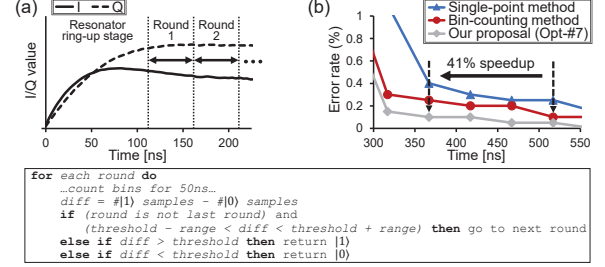 (a)
I Q
Resonator
ring-up stage
Round
1
Round
2
I/Q value
0 50 100 150 200
Time [ns]
(b)
Single-point method
Bin-counting method
Our proposal (Opt-#7)
41% speedup
Error rate (%)
1
0.8
0.6
0.4
0.2
0
300 350 400 450 500 550
Time [ns]
for each round do
…count bins for 50ns…
diff = #|1⟩ samples - #|0⟩ samples
if (round is not last round) and
(threshold - range < diff < threshold + range) then go to next round
else if diff > threshold then return |1⟩
else if diff < threshold then return |0⟩